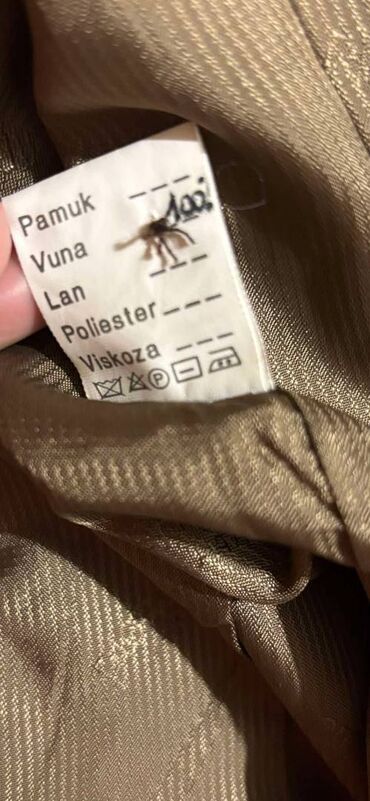 Pamuk --- 100%
Vuna
Lan ---
Poliester ---
Viskoza ---
P